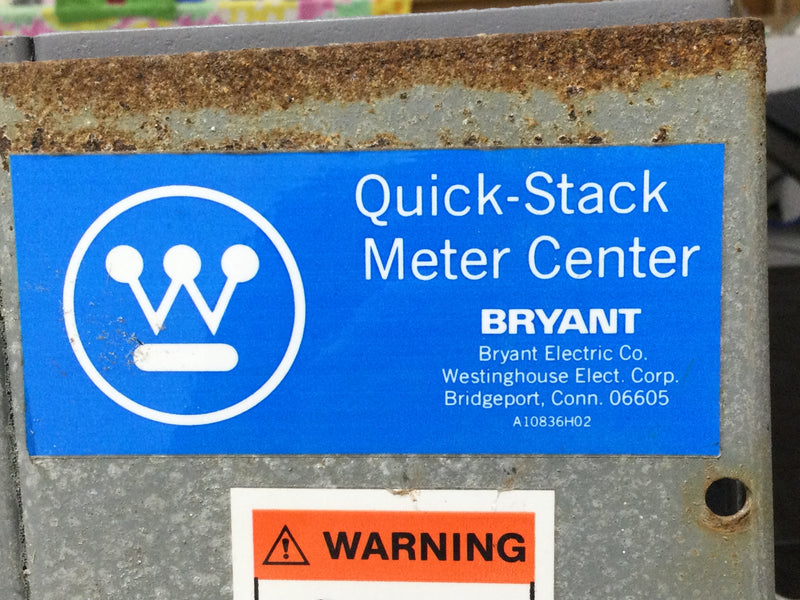 Quick-Stack
Meter Center
BRYANT
Bryant Electric Co.
Westinghouse Elect. Corp.
Bridgeport, Conn. 06605
A10836H02
W
WARNING